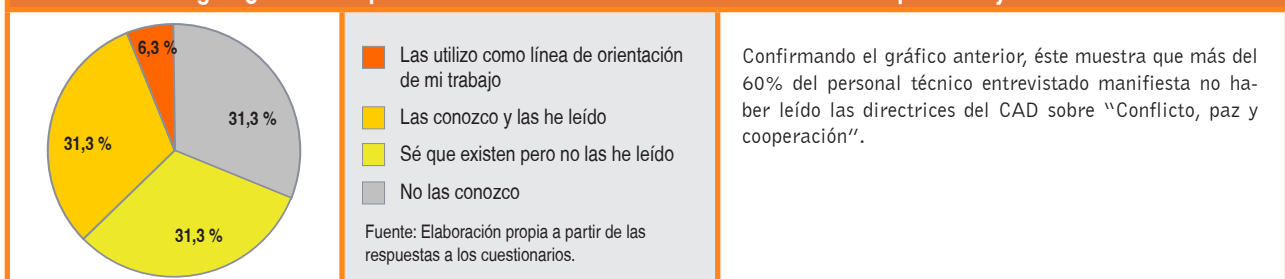 6,3 %
31,3 %
31,3 %
31,3 %
Las utilizo como línea de orientación
de mi trabajo
Las conozco y las he leído
Sé que existen pero no las he leído
No las conozco
Fuente: Elaboración propia a partir de las
respuestas a los cuestionarios.
Confirmando el gráfico anterior, éste muestra que más del
60% del personal técnico entrevistado manifiesta no ha-
ber leído las directrices del CAD sobre “Conflicto, paz y
cooperación”.